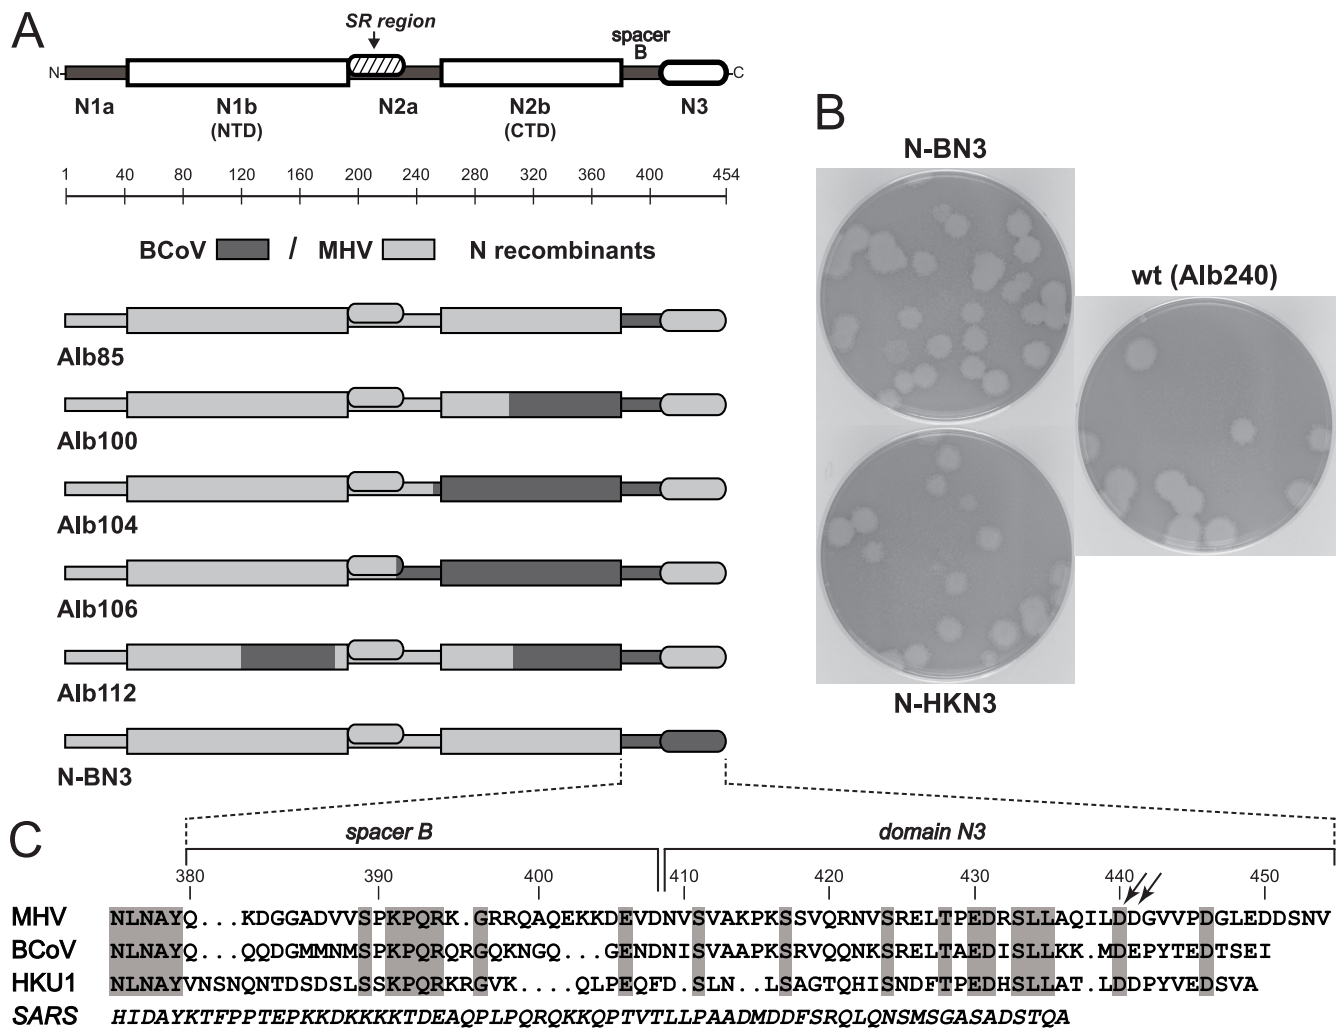 A
SR region
spacer
B
N
C
N1a
N1b
(NTD)
N2a
N2b
(CTD)
N3
1 40 80 120 160 200 240 280 320 360 400 454
BCoV / MHV N recombinants
Alb85
Alb100
Alb104
Alb106
Alb112
N-BN3
B
N-BN3
wt (Alb240)
N-HKN3
C
spacer B
domain N3
380 390 400 410 420 430 440 450
MHV NLNAYQ...KDGGADVVSPKPQRK.GRRQAQEKKDEVDNVSVAKPKSSVQRNVSRELTPEDRSLLAQILDDGVVPDGLEDDSNV
BCoV NLNAYQ...QQDGMMNMSPKPQRQRGQKNGQ...GENDNISVAAPKSRVQQNKSRELTAEDISLLKK.MDEPYTEDTSEI
HKU1 NLNAYVNSNQNTDSDSLSSKPQRKRGVK....QLPEQFD.SLN..LSAGTQHISNDFTPEDHSLLAT.LDDPYVEDSVA
SARS HIDAYKTFPPTEPKKDKKKKTDEAQPLPQRQKKQPTVTLLPAADMDDFSRQLQNSMSGASADSTQA